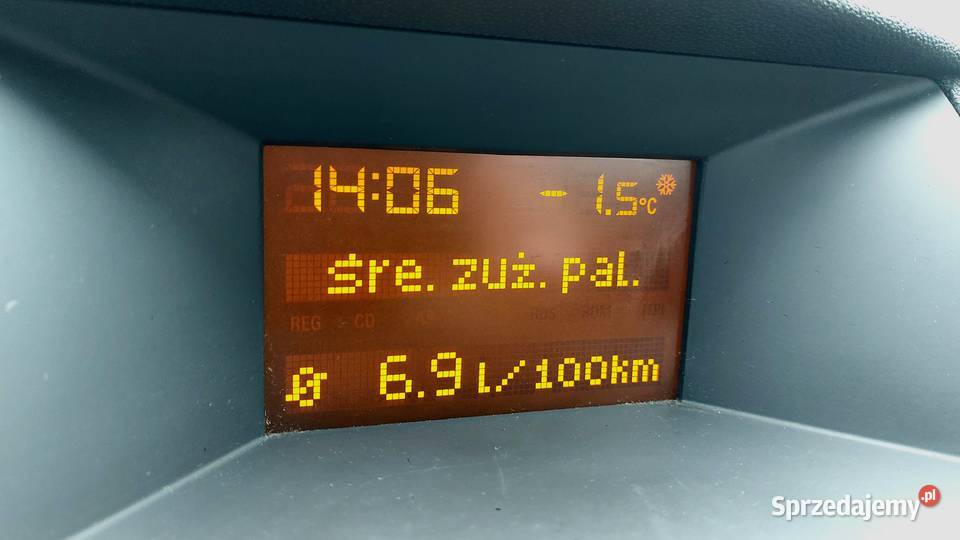 14:06 -1.5°C
śre. zuż. pal.
REG CD RDS
Ø 6.9 l/100km
Sprzedajemy.pl